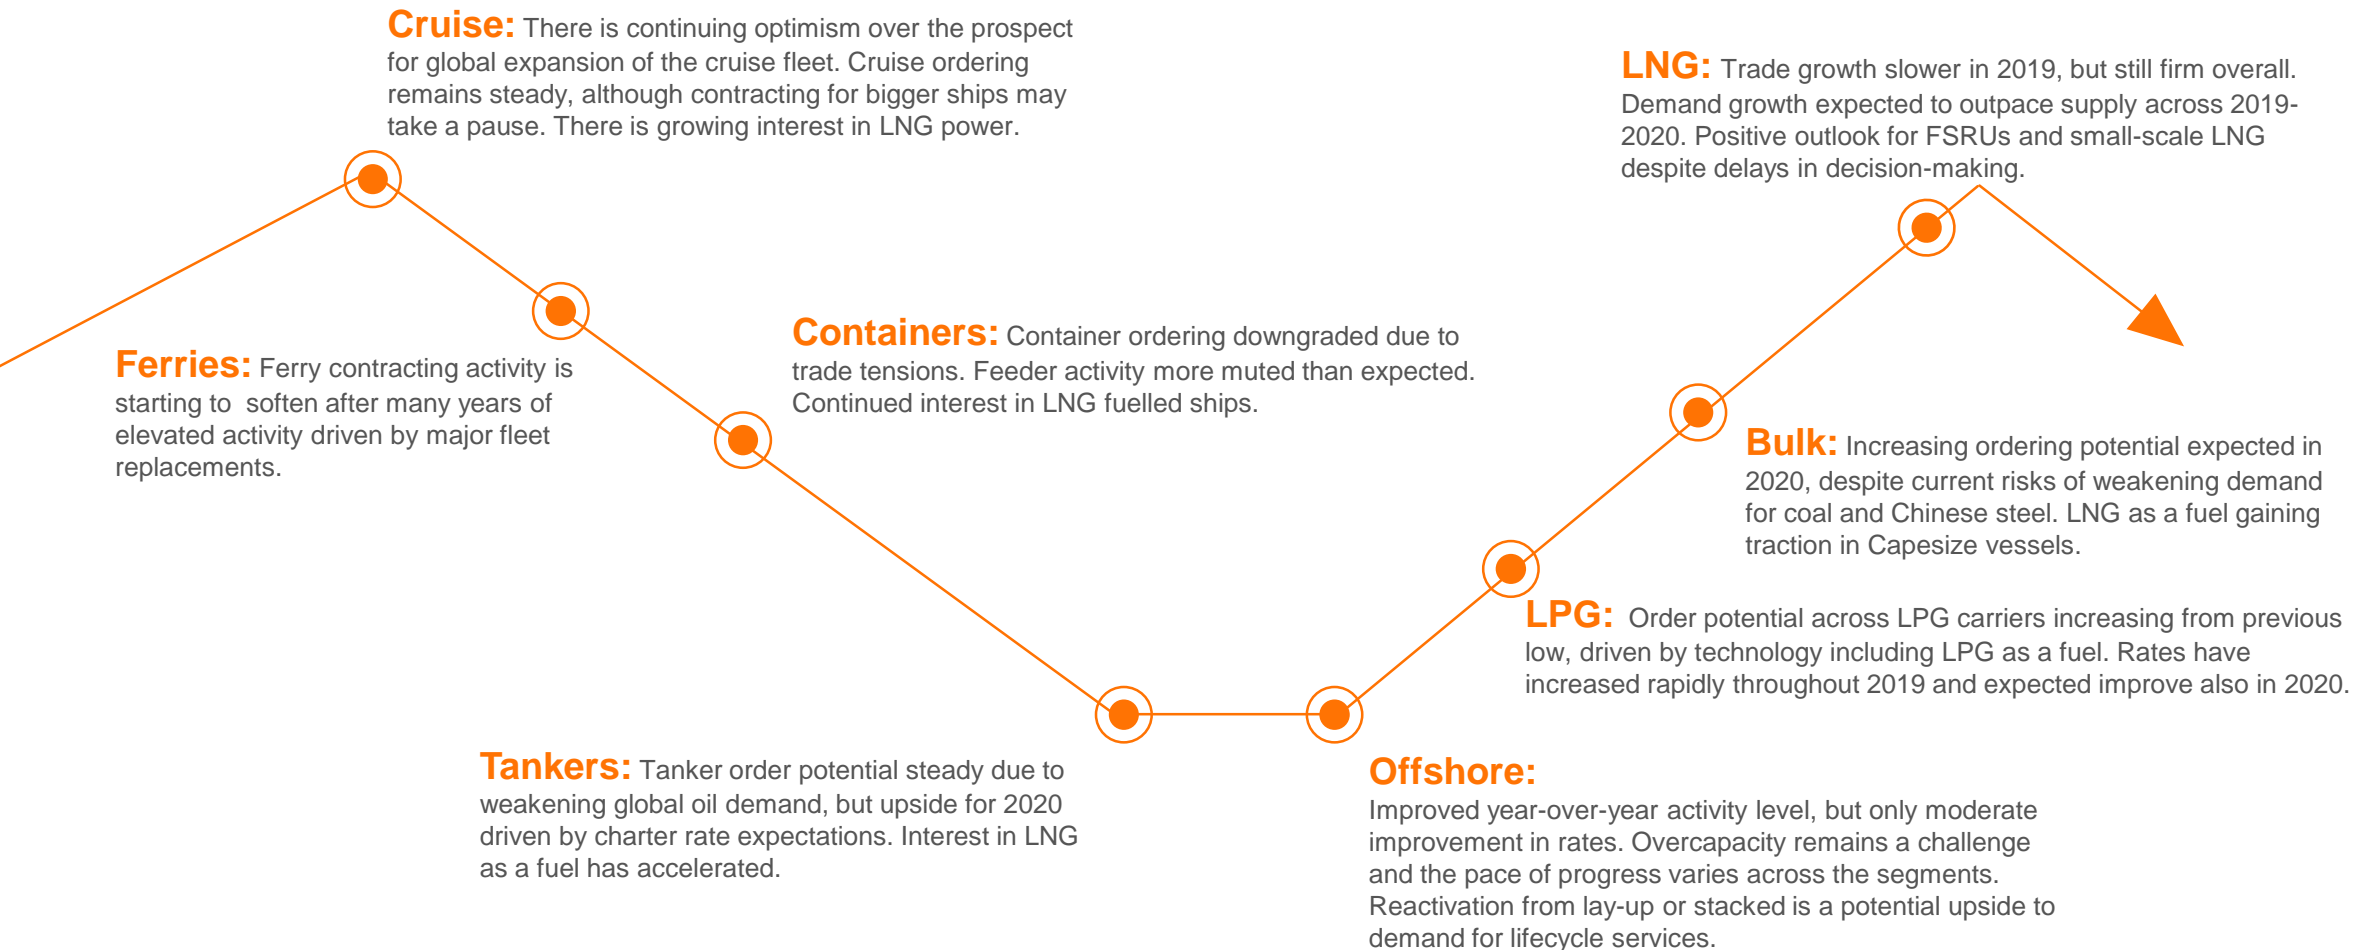 Cruise: There is continuing optimism over the prospect
for global expansion of the cruise fleet. Cruise ordering
remains steady, although contracting for bigger ships may
take a pause. There is growing interest in LNG power.
LNG: Trade growth slower in 2019, but still firm overall.
Demand growth expected to outpace supply across 2019-
2020. Positive outlook for FSRUs and small-scale LNG
despite delays in decision-making.
Ferries: Ferry contracting activity is
starting to  soften after many years of
elevated activity driven by major fleet
replacements.
Containers: Container ordering downgraded due to
trade tensions. Feeder activity more muted than expected.
Continued interest in LNG fuelled ships.
Bulk: Increasing ordering potential expected in
2020, despite current risks of weakening demand
for coal and Chinese steel. LNG as a fuel gaining
traction in Capesize vessels.
LPG:  Order potential across LPG carriers increasing from previous
low, driven by technology including LPG as a fuel. Rates have
increased rapidly throughout 2019 and expected improve also in 2020.
Tankers: Tanker order potential steady due to
weakening global oil demand, but upside for 2020
driven by charter rate expectations. Interest in LNG
as a fuel has accelerated.
Offshore:
Improved year-over-year activity level, but only moderate
improvement in rates. Overcapacity remains a challenge
and the pace of progress varies across the segments.
Reactivation from lay-up or stacked is a potential upside to
demand for lifecycle services.